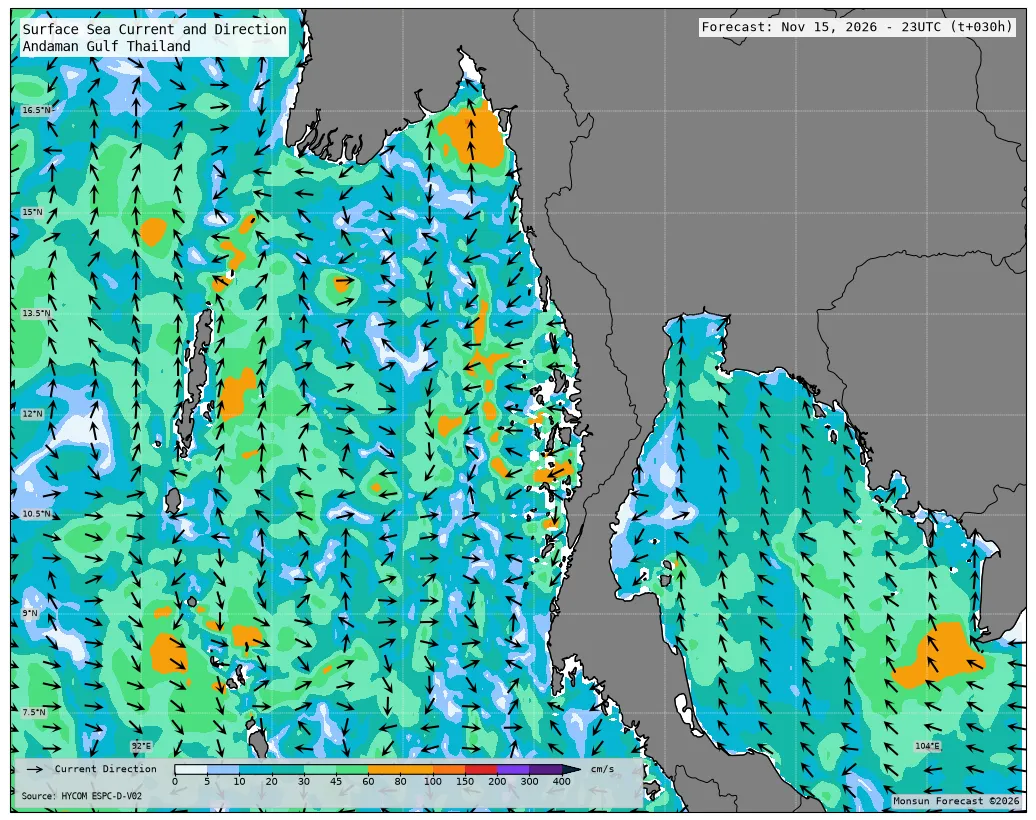 Surface Sea Current and Direction
Andaman Gulf Thailand
Forecast: Nov 15, 2026 - 23UTC (t+030h)
16.5°N
15°N
13.5°N
12°N
10.5°N
9°N
7.5°N
92°E
104°E
Current Direction
0 5 10 20 30 45 60 80 100 150 200 300 400 cm/s
Source: HYCOM ESPC-D-V02
Monsun Forecast ©2026